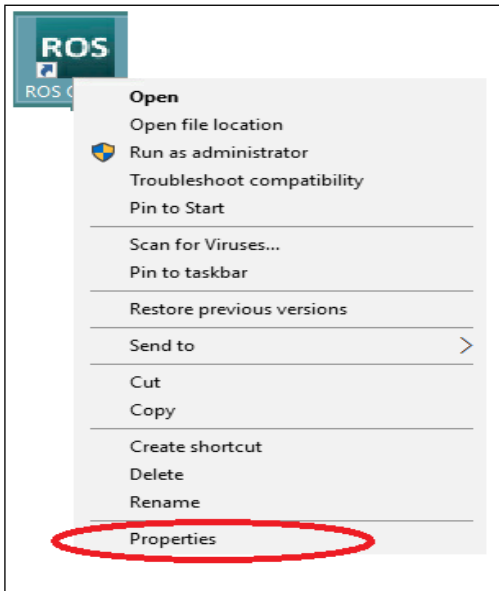 ROS
ROS
Open
Open file location
Run as administrator
Troubleshoot compatibility
Pin to Start
Scan for Viruses...
Pin to taskbar
Restore previous versions
Send to
Cut
Copy
Create shortcut
Delete
Rename
Properties